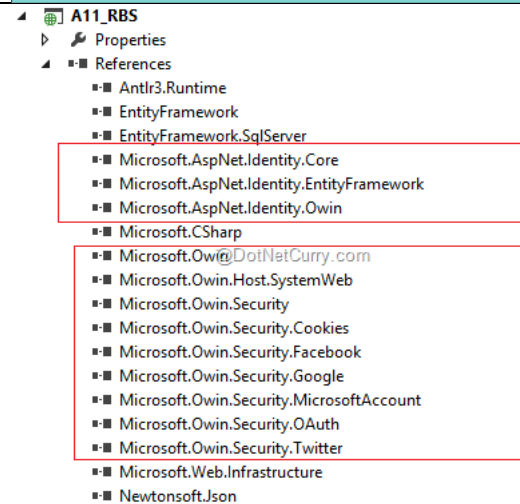 A11_RBS
Properties
References
Antlr3.Runtime
EntityFramework
EntityFramework.SqlServer
Microsoft.AspNet.Identity.Core
Microsoft.AspNet.Identity.EntityFramework
Microsoft.AspNet.Identity.Owin
Microsoft.CSharp
Microsoft.Owin @DotNetCurry.com
Microsoft.Owin.Host.SystemWeb
Microsoft.Owin.Security
Microsoft.Owin.Security.Cookies
Microsoft.Owin.Security.Facebook
Microsoft.Owin.Security.Google
Microsoft.Owin.Security.MicrosoftAccount
Microsoft.Owin.Security.OAuth
Microsoft.Owin.Security.Twitter
Microsoft.Web.Infrastructure
Newtonsoft.Json